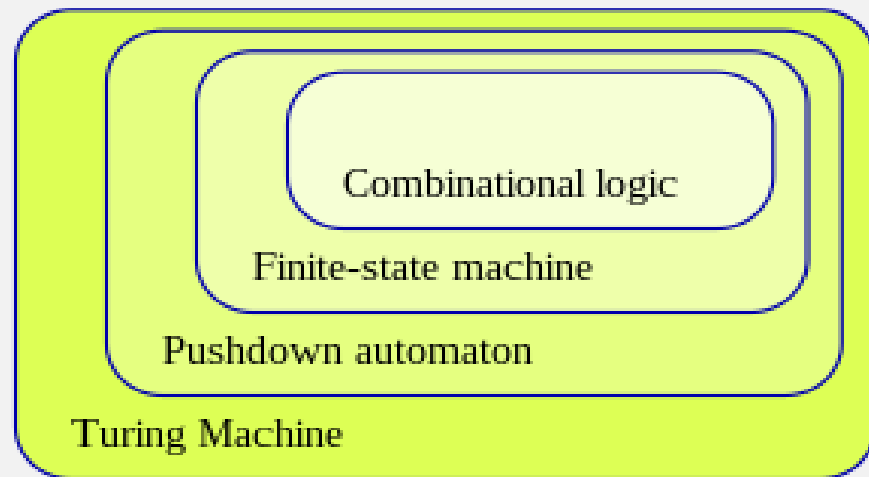 Combinational logic
Finite-state machine
Pushdown automaton
Turing Machine